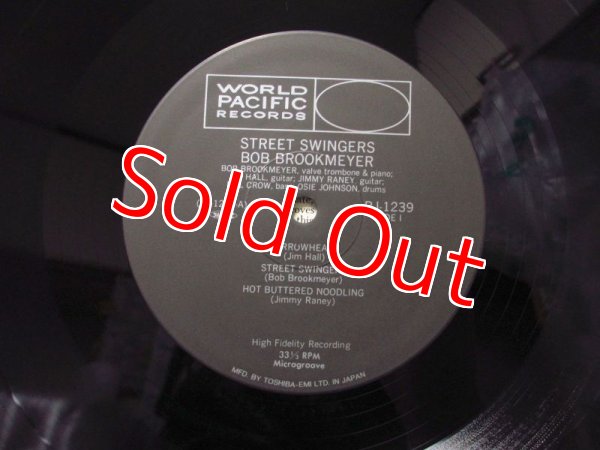 WORLD
PACIFIC
RECORDS
STREET SWINGERS
BOB BROOKMEYER
BOB BROOKMEYER, valve trombone & piano;
HALL, guitar; JIMMY RANEY, guitar;
CROW, OSIE JOHNSON, drums
1239
Sold Out
(Jim Hall)
STREET
(Bob Brookmeyer)
HOT BUTTERED NOODLING
(Jimmy Raney)
High Fidelity Recording
33⅓ RPM
Microgroove
MFD. BY TOSHIBA-EMI LTD. IN JAPAN